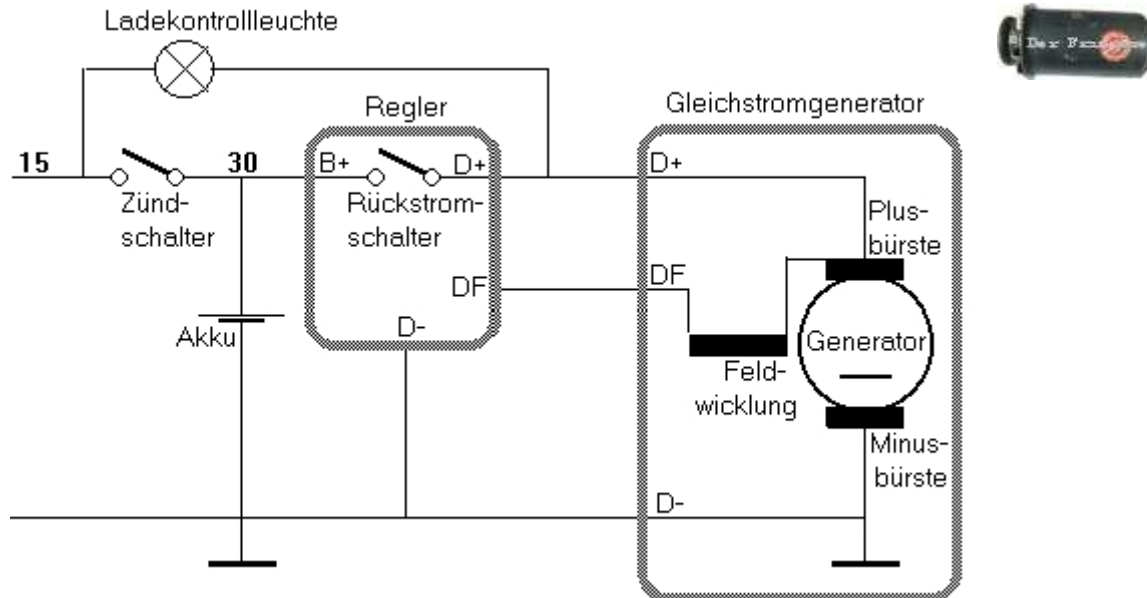 Ladekontrollleuchte
Regler
Gleichstromgenerator
15
30
B+
D+
D+
Zünd-
schalter
Rückstrom-
schalter
Plus-
bürste
DF
DF
Akku
D-
Generator
Feld-
wicklung
Minus-
bürste
D-
Der